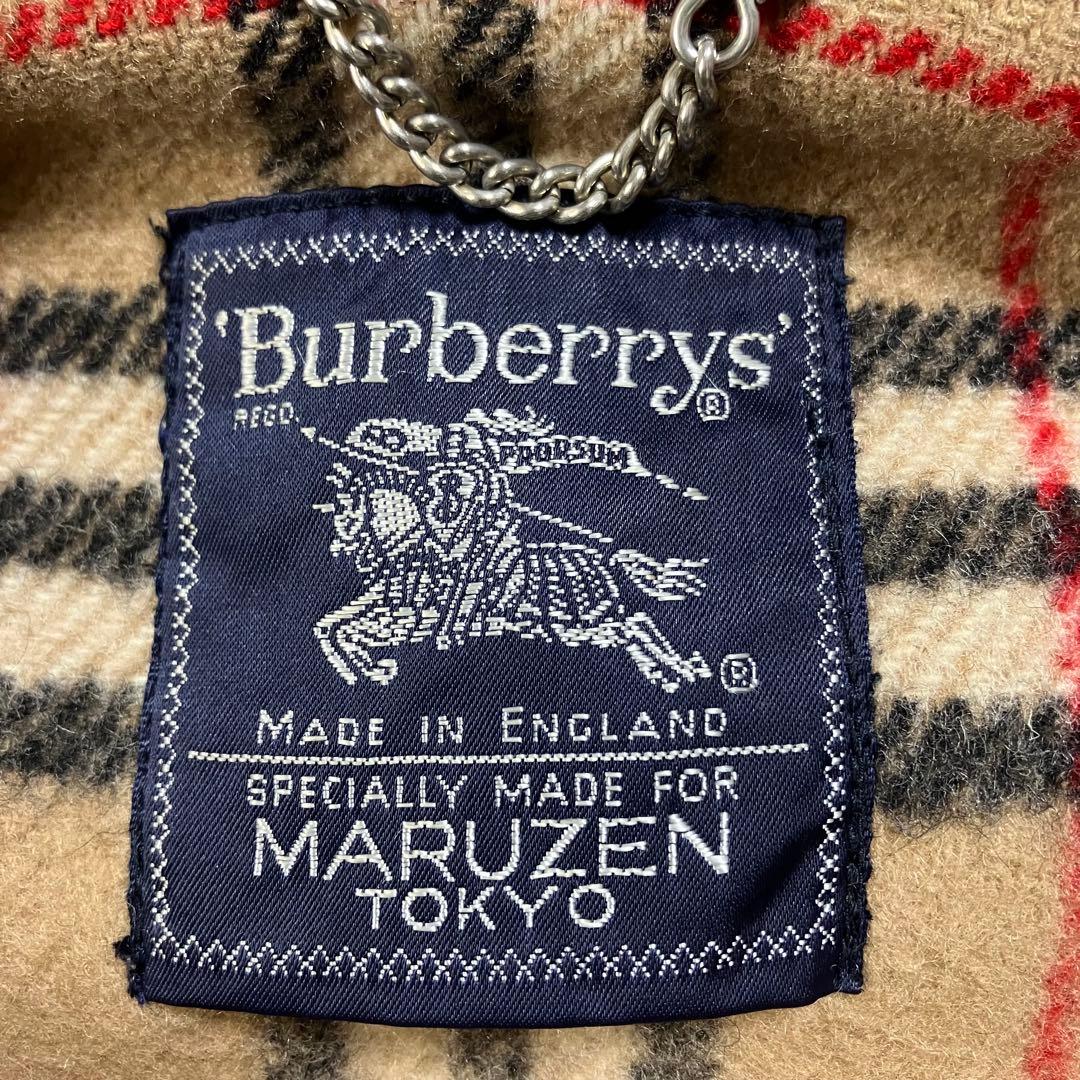 'Burberrys'®
REGD.
PRORSUM
®
MADE IN ENGLAND
SPECIALLY MADE FOR
MARUZEN
TOKYO